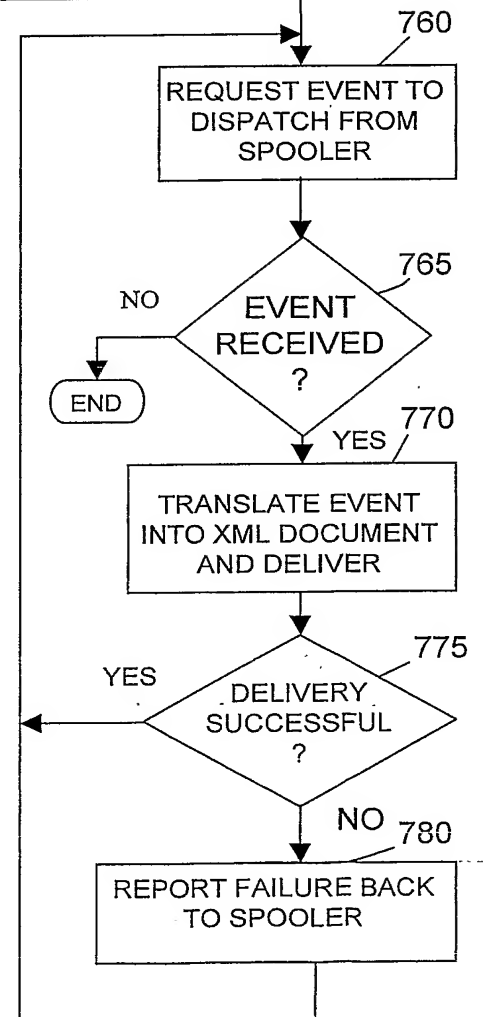 760
REQUEST EVENT TO
DISPATCH FROM
SPOOLER
765
NO
EVENT
RECEIVED
?
END
770
YES
TRANSLATE EVENT
INTO XML DOCUMENT
AND DELIVER
775
YES
DELIVERY
SUCCESSFUL
?
NO
780
REPORT FAILURE BACK
TO SPOOLER